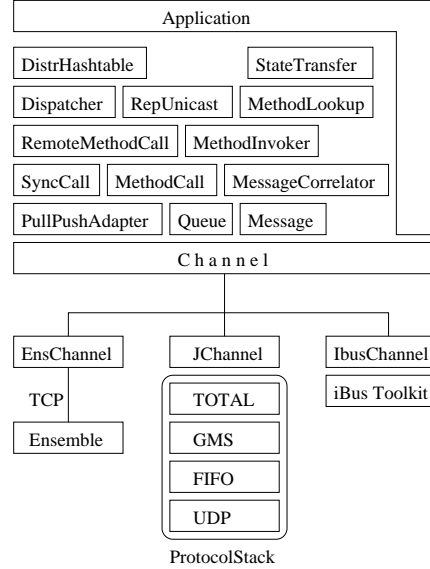 Application
DistrHashtable StateTransfer
Dispatcher RepUnicast MethodLookup
RemoteMethodCall MethodInvoker
SyncCall MethodCall MessageCorrelator
PullPushAdapter Queue Message
C h a n n e l
EnsChannel JChannel IbusChannel
iBus Toolkit
TCP TOTAL
Ensemble GMS
FIFO
UDP
ProtocolStack